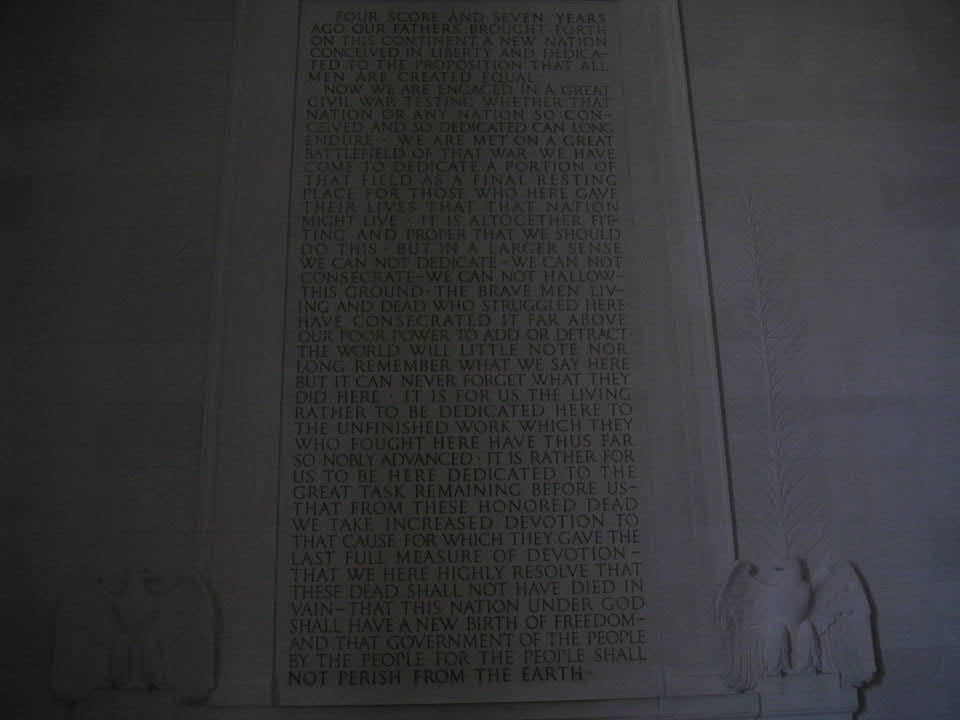 FOUR SCORE AND SEVEN YEARS
AGO OUR FATHERS BROUGHT FORTH
ON THIS CONTINENT A NEW NATION
CONCEIVED IN LIBERTY AND DEDICA-
TED TO THE PROPOSITION THAT ALL
MEN ARE CREATED EQUAL ·
NOW WE ARE ENGAGED IN A GREAT
CIVIL WAR TESTING WHETHER THAT
NATION OR ANY NATION SO CON-
CEIVED AND SO DEDICATED CAN LONG
ENDURE · WE ARE MET ON A GREAT
BATTLEFIELD OF THAT WAR · WE HAVE
COME TO DEDICATE A PORTION OF
THAT FIELD AS A FINAL RESTING
PLACE FOR THOSE WHO HERE GAVE
THEIR LIVES THAT THAT NATION
MIGHT LIVE · IT IS ALTOGETHER FIT-
TING AND PROPER THAT WE SHOULD
DO THIS · BUT IN A LARGER SENSE
WE CAN NOT DEDICATE – WE CAN NOT
CONSECRATE – WE CAN NOT HALLOW –
THIS GROUND · THE BRAVE MEN LIV-
ING AND DEAD WHO STRUGGLED HERE
HAVE CONSECRATED IT FAR ABOVE
OUR POOR POWER TO ADD OR DETRACT ·
THE WORLD WILL LITTLE NOTE NOR
LONG REMEMBER WHAT WE SAY HERE
BUT IT CAN NEVER FORGET WHAT THEY
DID HERE · IT IS FOR US THE LIVING
RATHER TO BE DEDICATED HERE TO
THE UNFINISHED WORK WHICH THEY
WHO FOUGHT HERE HAVE THUS FAR
SO NOBLY ADVANCED · IT IS RATHER FOR
US TO BE HERE DEDICATED TO THE
GREAT TASK REMAINING BEFORE US –
THAT FROM THESE HONORED DEAD
WE TAKE INCREASED DEVOTION TO
THAT CAUSE FOR WHICH THEY GAVE THE
LAST FULL MEASURE OF DEVOTION –
THAT WE HERE HIGHLY RESOLVE THAT
THESE DEAD SHALL NOT HAVE DIED IN
VAIN – THAT THIS NATION UNDER GOD
SHALL HAVE A NEW BIRTH OF FREEDOM –
AND THAT GOVERNMENT OF THE PEOPLE
BY THE PEOPLE FOR THE PEOPLE SHALL
NOT PERISH FROM THE EARTH ·